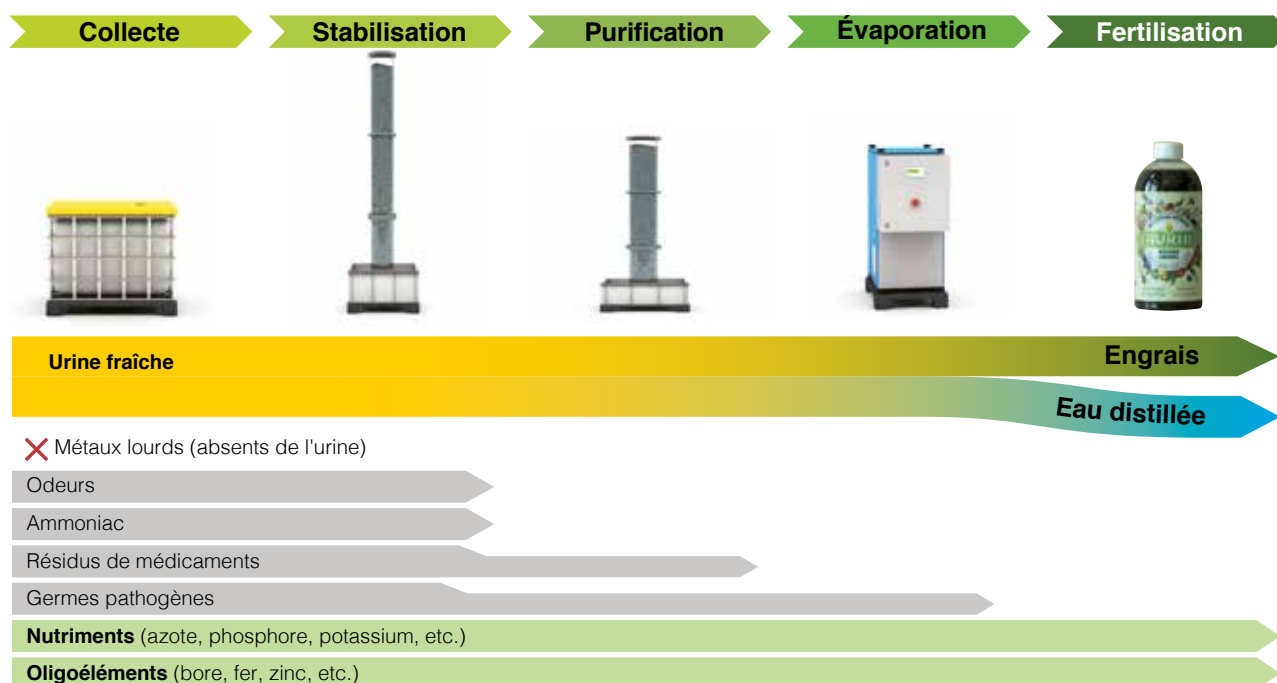 Collecte
Stabilisation
Purification
Évaporation
Fertilisation
Urine fraîche
Engrais
Eau distillée
Métaux lourds (absents de l'urine)
Odeurs
Ammoniac
Résidus de médicaments
Germes pathogènes
Nutriments (azote, phosphore, potassium, etc.)
Oligoéléments (bore, fer, zinc, etc.)